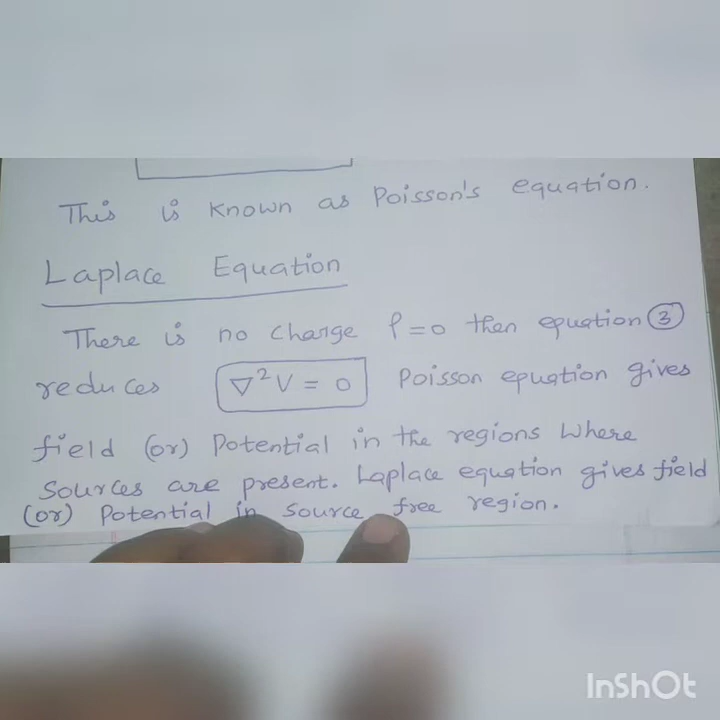 This is known as Poisson's equation.
Laplace Equation
There is no charge ρ=0 then equation ③
reduces ∇²V = 0 Poisson equation gives
field (or) Potential in the regions where
sources are present. Laplace equation gives field
(or) Potential in source free region.
InShOt